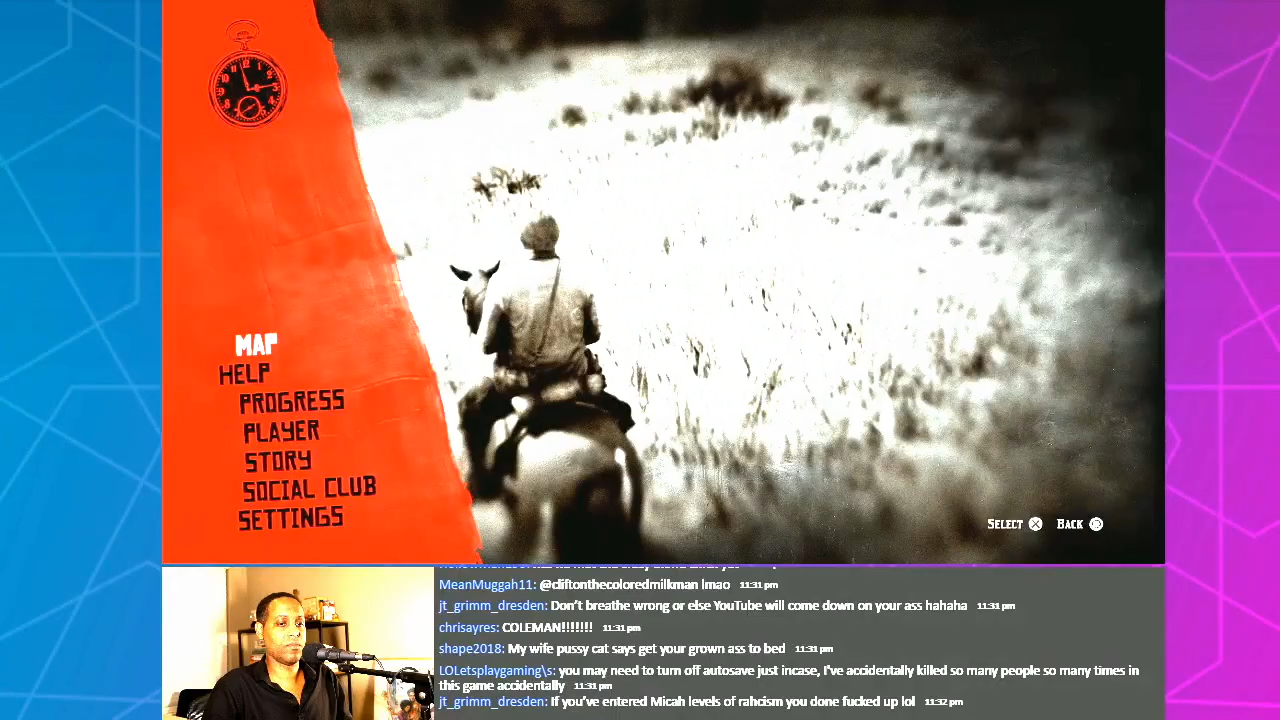 MAP
HELP
PROGRESS
PLAYER
STORY
SOCIAL CLUB
SETTINGS
SELECT
BACK
MeanMuggah11: @cliftonthecoloredmilkman lmao 11:31 pm
jt_grimm_dresden: Don't breathe wrong or else YouTube will come down on your ass hahaha 11:31 pm
chrisayres: COLEMAN!!!!!!! 11:31 pm
shape2018: My wife pussy cat says get your grown ass to bed 11:31 pm
LOLetsplaygaming\s: you may need to turn off autosave just incase, I've accidentally killed so many people so many times in
this game accidentally 11:31 pm
jt_grimm_dresden: If you've entered Micah levels of rahcism you done fucked up lol 11:32 pm